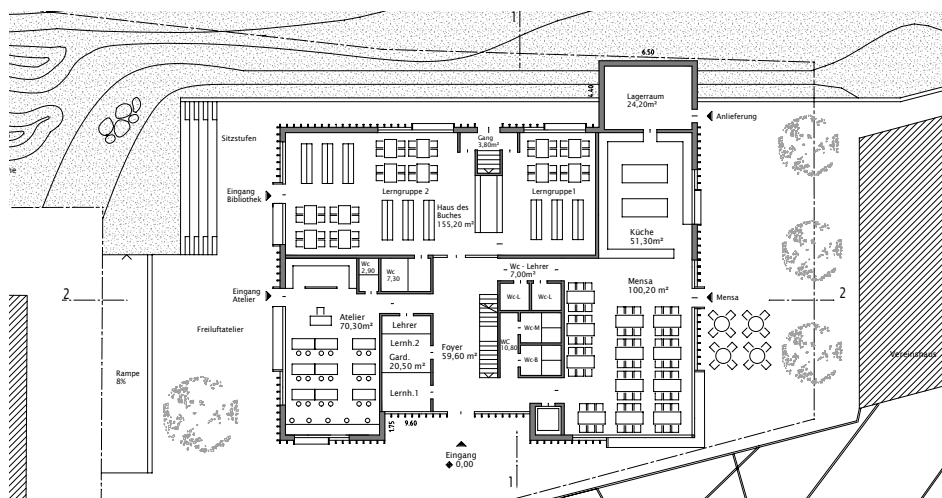 1
6.50
4.40
Lagerraum
24,20m²
Anlieferung
Sitzstufen
Gang
3,80m²
Eingang
Bibliothek
Lerngruppe 2
Lerngruppe1
Haus des
Buches
155,20 m²
Küche
51,30m²
Wc
2,90
Wc
7,30
Wc - Lehrer
7,00m²
Mensa
100,20 m²
2
Eingang
Atelier
Wc-L
Wc-L
Mensa
2
Atelier
70,30m²
Lehrer
Freiluftatelier
Lernh.2
Gard.
20,50 m²
Foyer
59,60 m²
WC
10,80
Wc-M
Wc-B
Vereinshaus
Rampe
8%
Lernh.1
1.75
9.60
Eingang
0,00
1